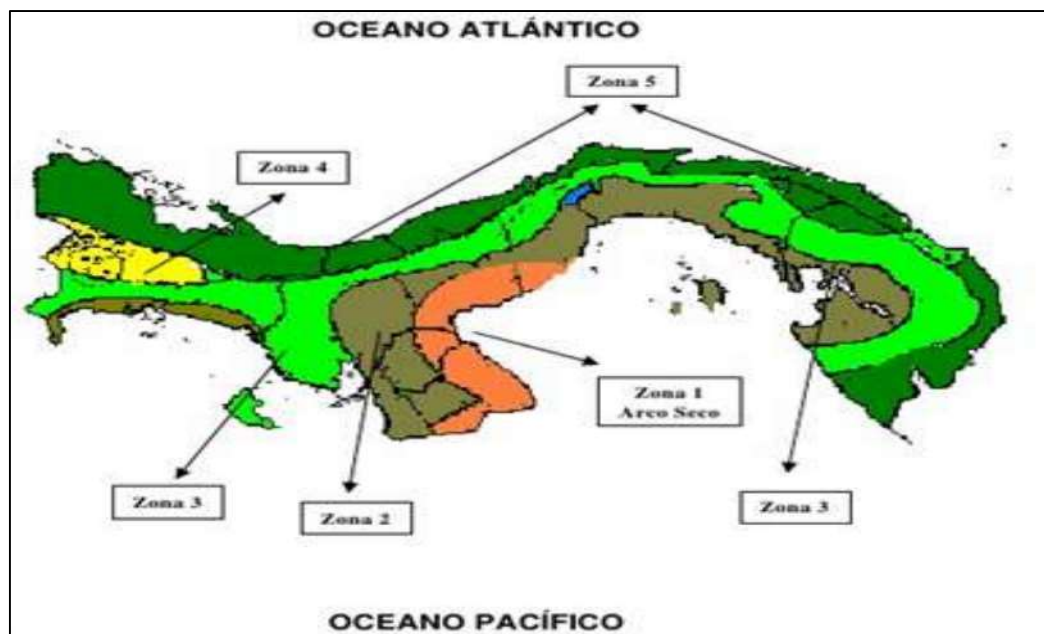 OCEANO ATLÁNTICO
Zona 5
Zona 4
Zona 1
Arco Seco
Zona 3
Zona 2
Zona 3
OCEANO PACÍFICO